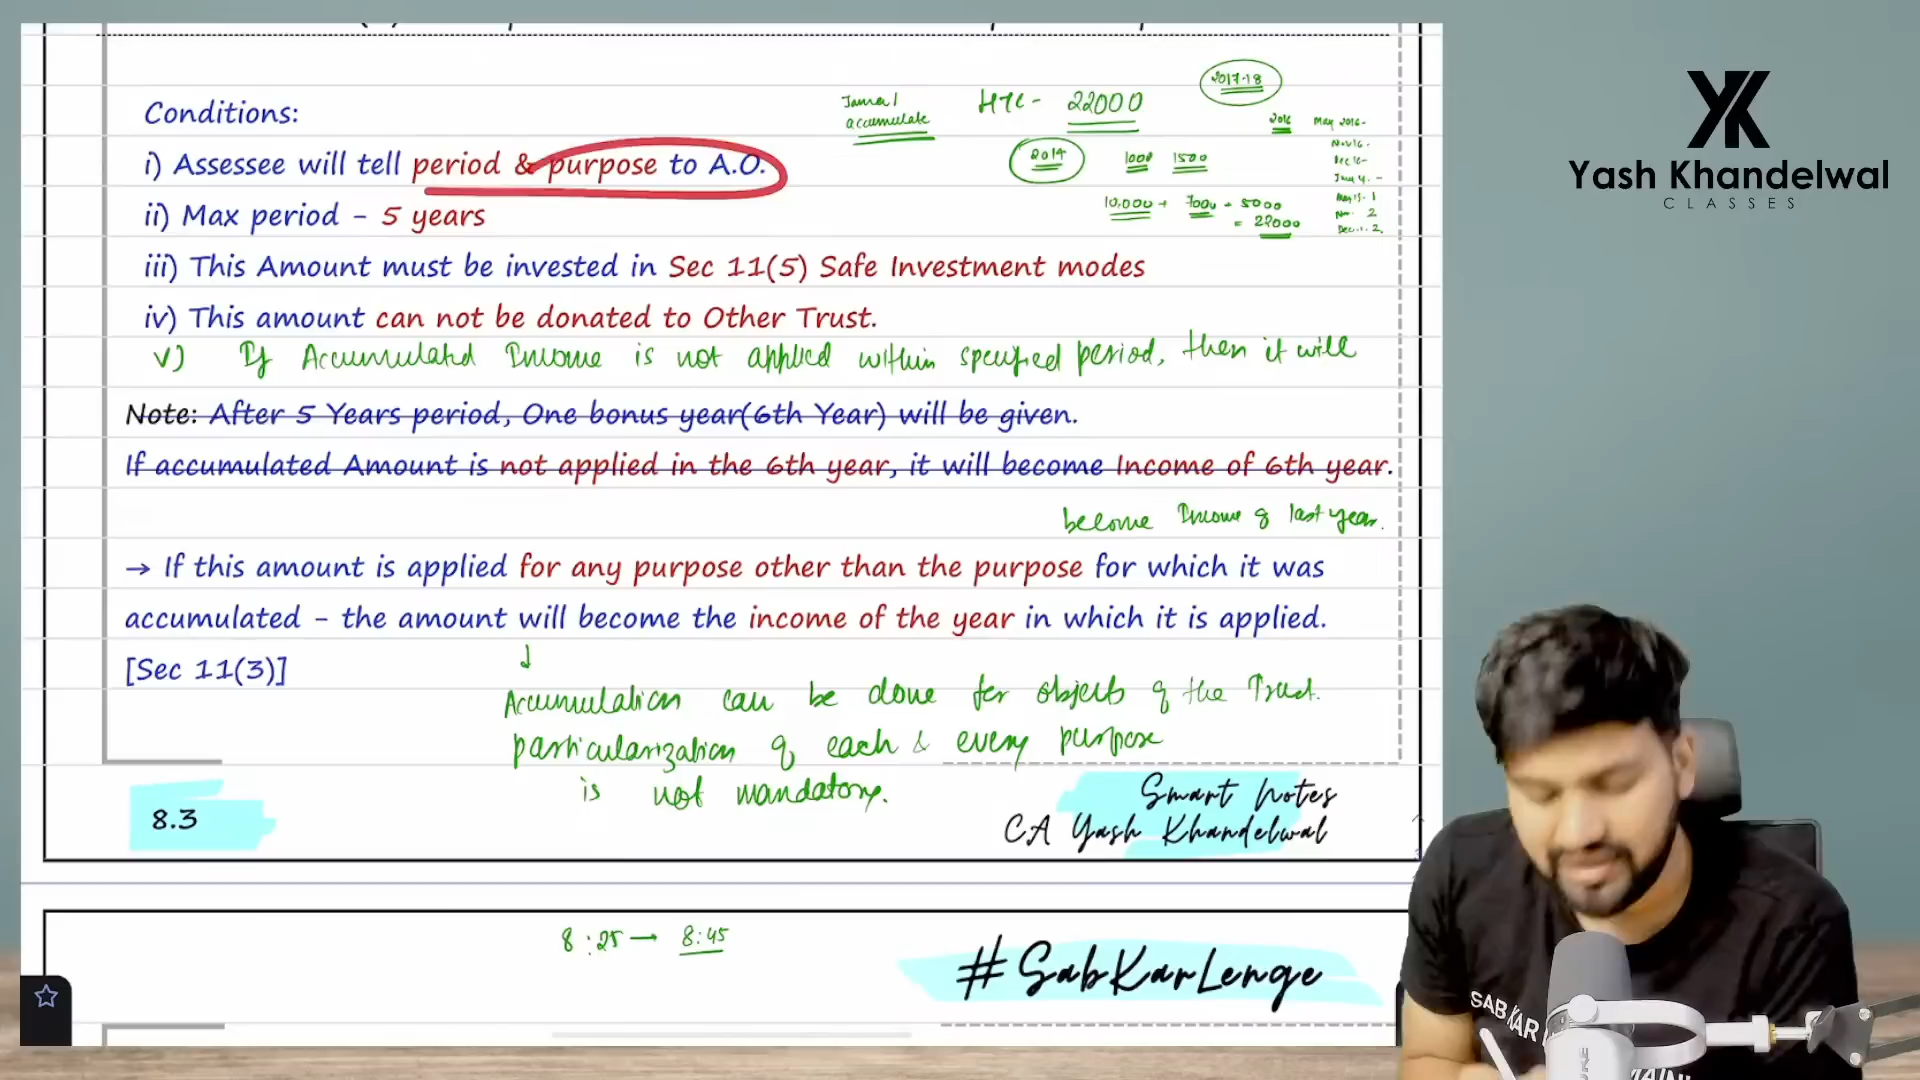 Conditions:
i) Assessee will tell period & purpose to A.O.
ii) Max period - 5 years
iii) This Amount must be invested in Sec 11(5) Safe Investment modes
iv) This amount can not be donated to Other Trust.
v) If Accumulated Income is not applied within specified period, then it will
Note: After 5 Years period, One bonus year(6th Year) will be given.
If accumulated Amount is not applied in the 6th year, it will become Income of 6th year.
become Income of last year.
→ If this amount is applied for any purpose other than the purpose for which it was
accumulated - the amount will become the income of the year in which it is applied.
[Sec 11(3)]
↓
Accumulation can be done for objects of the Trust.
particularization of each & every purpose
is not mandatory.
accumulate
22000
2017-18
2014
1000 1500
10,000 + 7000 + 5000
= 22000
2016
May 2016-
8.3
Smart Notes
CA Yash Khandelwal
8:25 → 8:45
#SabKarLenge
YK
Yash Khandelwal
CLASSES
SAB KAR